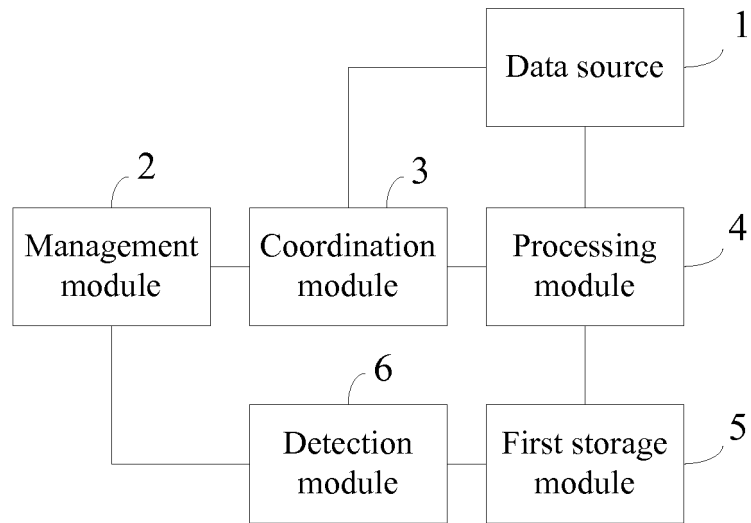 1
Data source
2
3
4
Management
module
Coordination
module
Processing
module
6
5
Detection
module
First storage
module